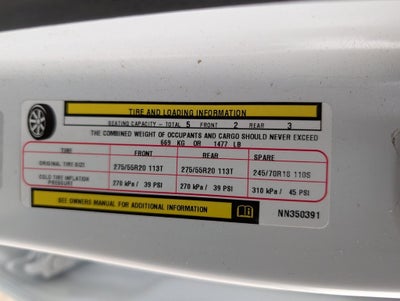 TIRE AND LOADING INFORMATION
SEATING CAPACITY - TOTAL 5 FRONT 2 REAR 3
THE COMBINED WEIGHT OF OCCUPANTS AND CARGO SHOULD NEVER EXCEED
669 KG OR 1477 LB
TIRE FRONT REAR SPARE
ORIGINAL TIRE SIZE 275/55R20 113T 275/55R20 113T 245/70R18 110S
COLD TIRE INFLATION PRESSURE 270 kPa / 39 PSI 270 kPa / 39 PSI 310 kPa / 45 PSI
SEE OWNERS MANUAL FOR ADDITIONAL INFORMATION NN350391